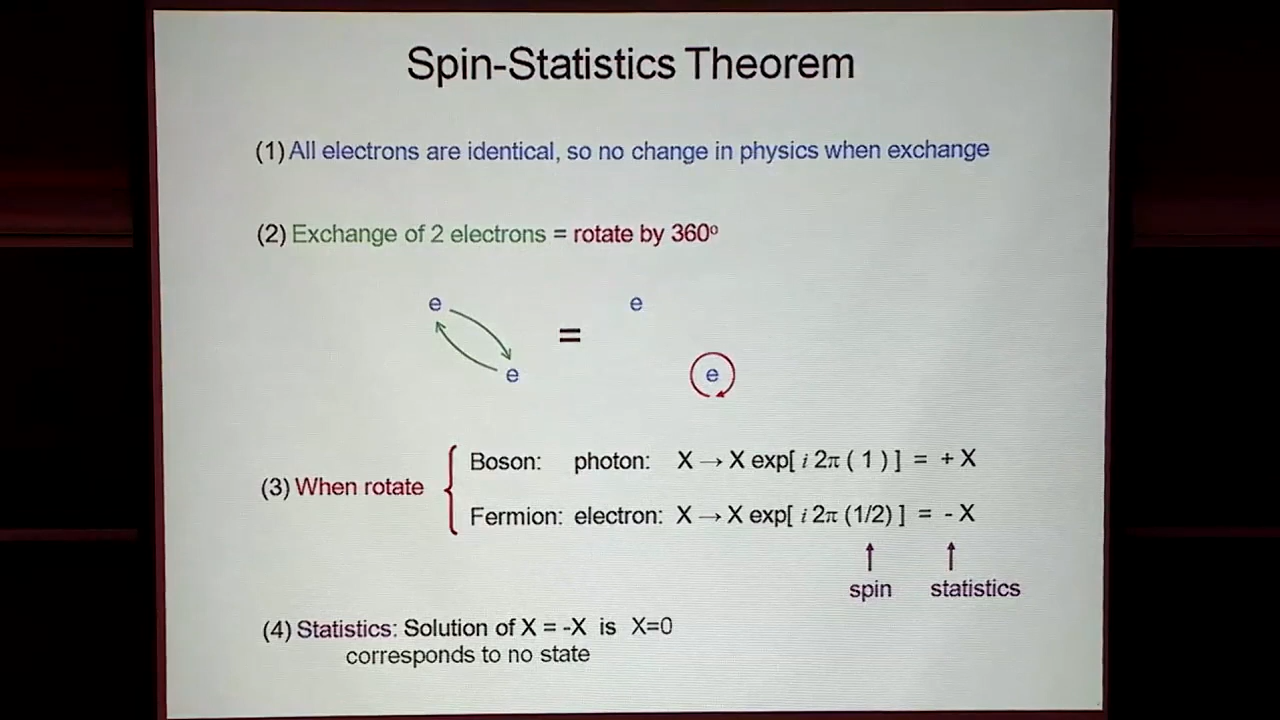 Spin-Statistics Theorem
(1) All electrons are identical, so no change in physics when exchange
(2) Exchange of 2 electrons = rotate by 360º
e = e
e e
Boson: photon: X → X exp[ i 2π ( 1 ) ] = + X
(3) When rotate
Fermion: electron: X → X exp[ i 2π (1/2) ] = - X
spin statistics
(4) Statistics: Solution of X = -X is X=0
corresponds to no state